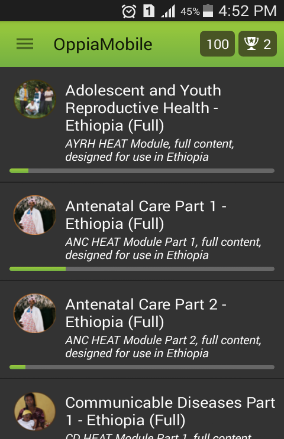 1 45% 4:52 PM
OppiaMobile 100 2
Adolescent and Youth
Reproductive Health -
Ethiopia (Full)
AYRH HEAT Module, full content,
designed for use in Ethiopia
Antenatal Care Part 1 -
Ethiopia (Full)
ANC HEAT Module Part 1, full content,
designed for use in Ethiopia
Antenatal Care Part 2 -
Ethiopia (Full)
ANC HEAT Module Part 2, full content,
designed for use in Ethiopia
Communicable Diseases Part
1 - Ethiopia (Full)
CD HEAT Module Part 1, full content,